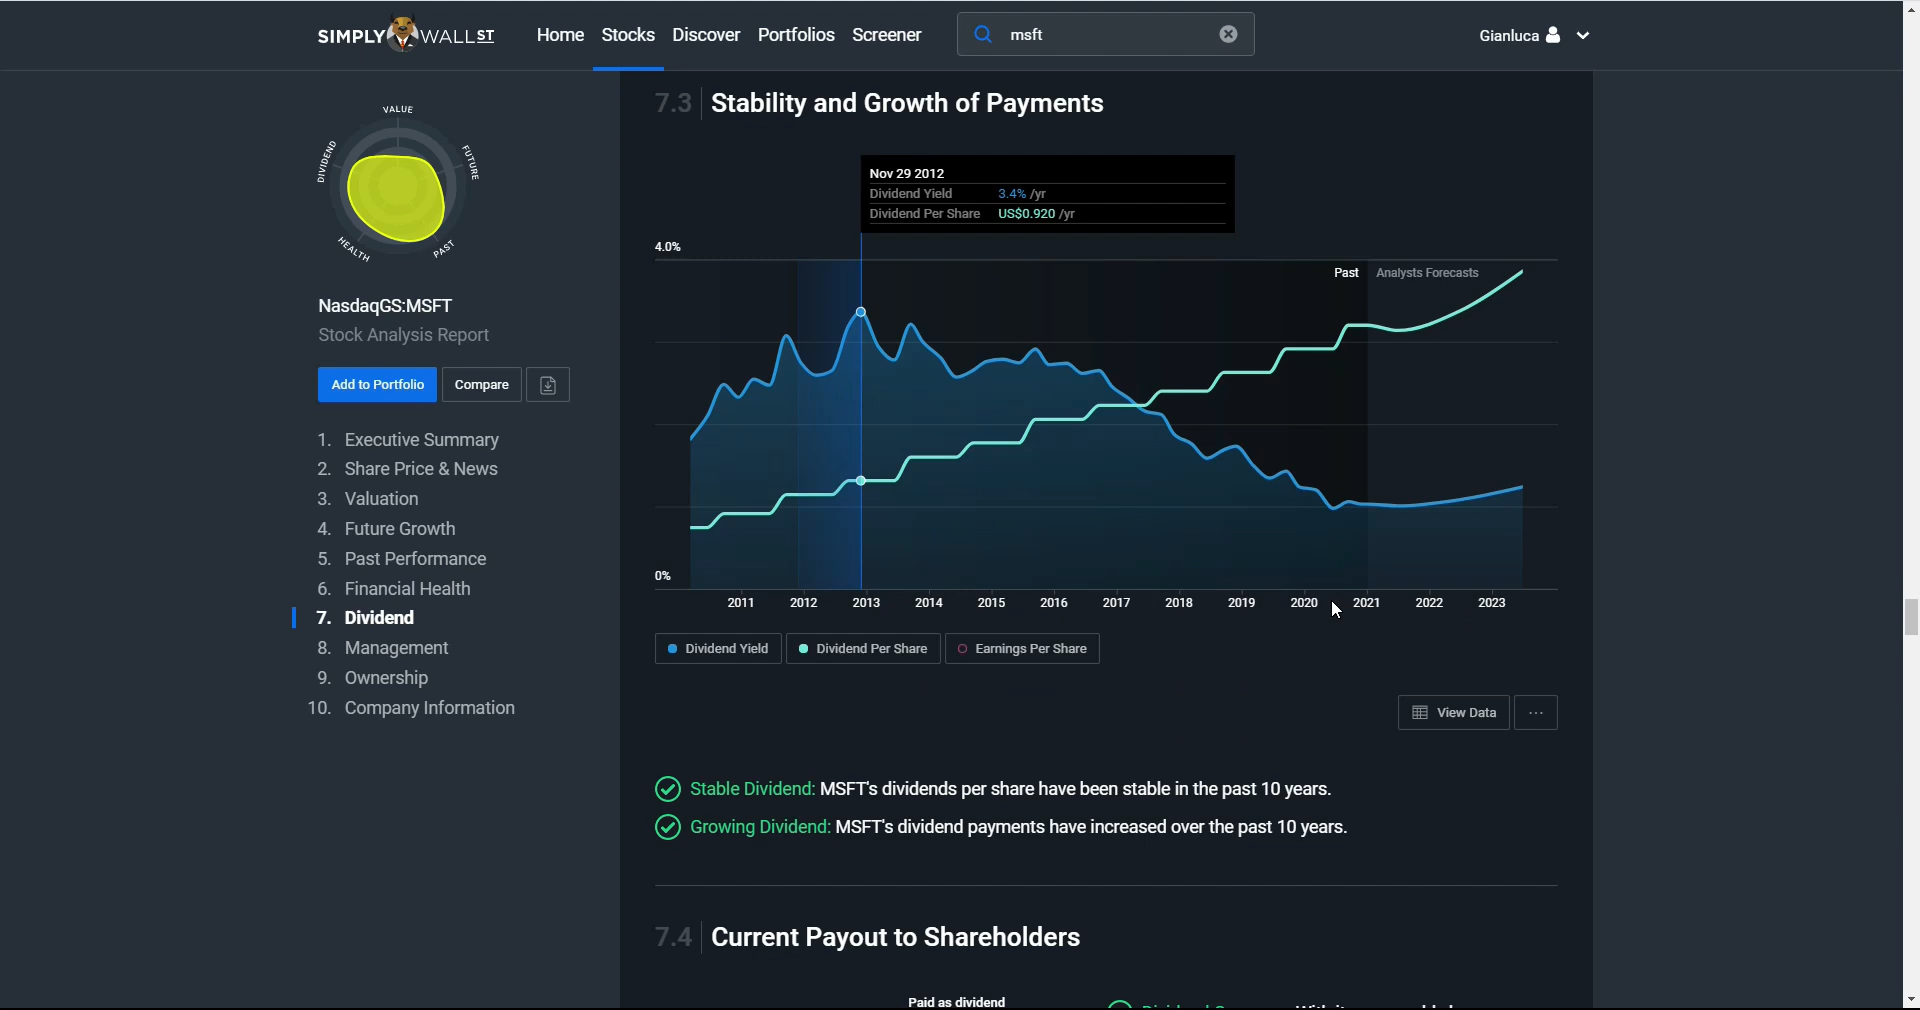 SIMPLY WALL ST
Home Stocks Discover Portfolios Screener
msft
Gianluca
VALUE
FUTURE
PAST
HEALTH
DIVIDEND
NasdaqGS:MSFT
Stock Analysis Report
Add to Portfolio Compare
1. Executive Summary
2. Share Price & News
3. Valuation
4. Future Growth
5. Past Performance
6. Financial Health
7. Dividend
8. Management
9. Ownership
10. Company Information
7.3 Stability and Growth of Payments
Nov 29 2012
Dividend Yield 3.4% /yr
Dividend Per Share US$0.920 /yr
4.0%
Past Analysts Forecasts
0%
2011 2012 2013 2014 2015 2016 2017 2018 2019 2020 2021 2022 2023
Dividend Yield Dividend Per Share Earnings Per Share
View Data ...
Stable Dividend: MSFT's dividends per share have been stable in the past 10 years.
Growing Dividend: MSFT's dividend payments have increased over the past 10 years.
7.4 Current Payout to Shareholders
Paid as dividend